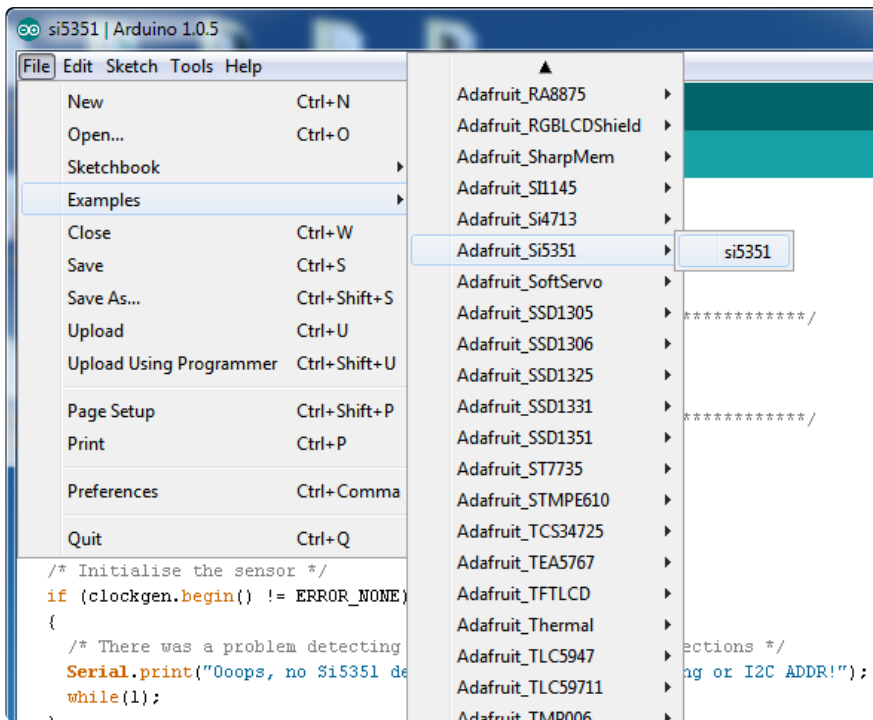 si5351 | Arduino 1.0.5
File Edit Sketch Tools Help
New Ctrl+N
Open... Ctrl+O
Sketchbook
Examples
Close Ctrl+W
Save Ctrl+S
Save As... Ctrl+Shift+S
Upload Ctrl+U
Upload Using Programmer Ctrl+Shift+U
Page Setup Ctrl+Shift+P
Print Ctrl+P
Preferences Ctrl+Comma
Quit Ctrl+Q
Adafruit_RA8875
Adafruit_RGBLCDShield
Adafruit_SharpMem
Adafruit_SI1145
Adafruit_Si4713
Adafruit_Si5351
Adafruit_SoftServo
Adafruit_SSD1305
Adafruit_SSD1306
Adafruit_SSD1325
Adafruit_SSD1331
Adafruit_SSD1351
Adafruit_ST7735
Adafruit_STMPE610
Adafruit_TCS34725
Adafruit_TEA5767
Adafruit_TFTLCD
Adafruit_Thermal
Adafruit_TLC5947
Adafruit_TLC59711
Adafruit_TMP006
si5351
************/
************/
/* Initialise the sensor */
if (clockgen.begin() != ERROR_NONE)
{
/* There was a problem detecting ections */
Serial.print("Ooops, no Si5351 de ng or I2C ADDR!");
while(1);
}